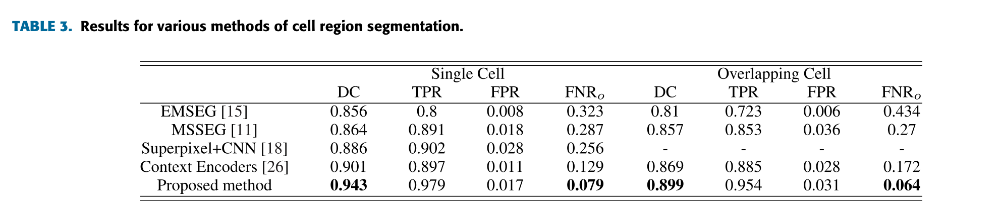 TABLE 3. Results for various methods of cell region segmentation.
Single Cell Overlapping Cell
DC TPR FPR FNRo DC TPR FPR FNRo
EMSEG [15] 0.856 0.8 0.008 0.323 0.81 0.723 0.006 0.434
MSSEG [11] 0.864 0.891 0.018 0.287 0.857 0.853 0.036 0.27
Superpixel+CNN [18] 0.886 0.902 0.028 0.256 - - - -
Context Encoders [26] 0.901 0.897 0.011 0.129 0.869 0.885 0.028 0.172
Proposed method 0.943 0.979 0.017 0.079 0.899 0.954 0.031 0.064